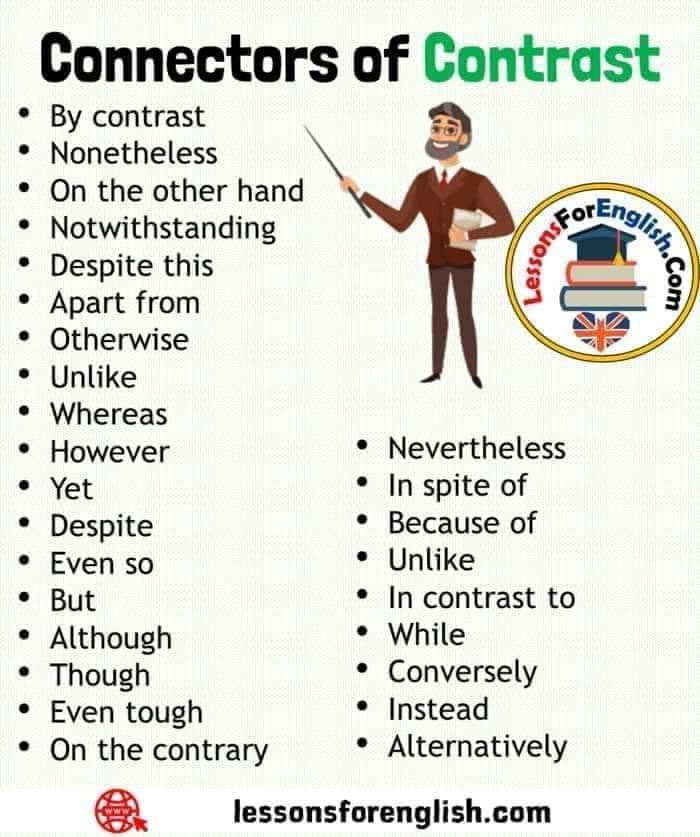 Connectors of Contrast
• By contrast
• Nonetheless
• On the other hand
• Notwithstanding
• Despite this
• Apart from
• Otherwise
• Unlike
• Whereas
• However
• Yet
• Despite
• Even so
• But
• Although
• Though
• Even tough
• On the contrary
LessonsForEnglish.Com
• Nevertheless
• In spite of
• Because of
• Unlike
• In contrast to
• While
• Conversely
• Instead
• Alternatively
www
lessonsforenglish.com